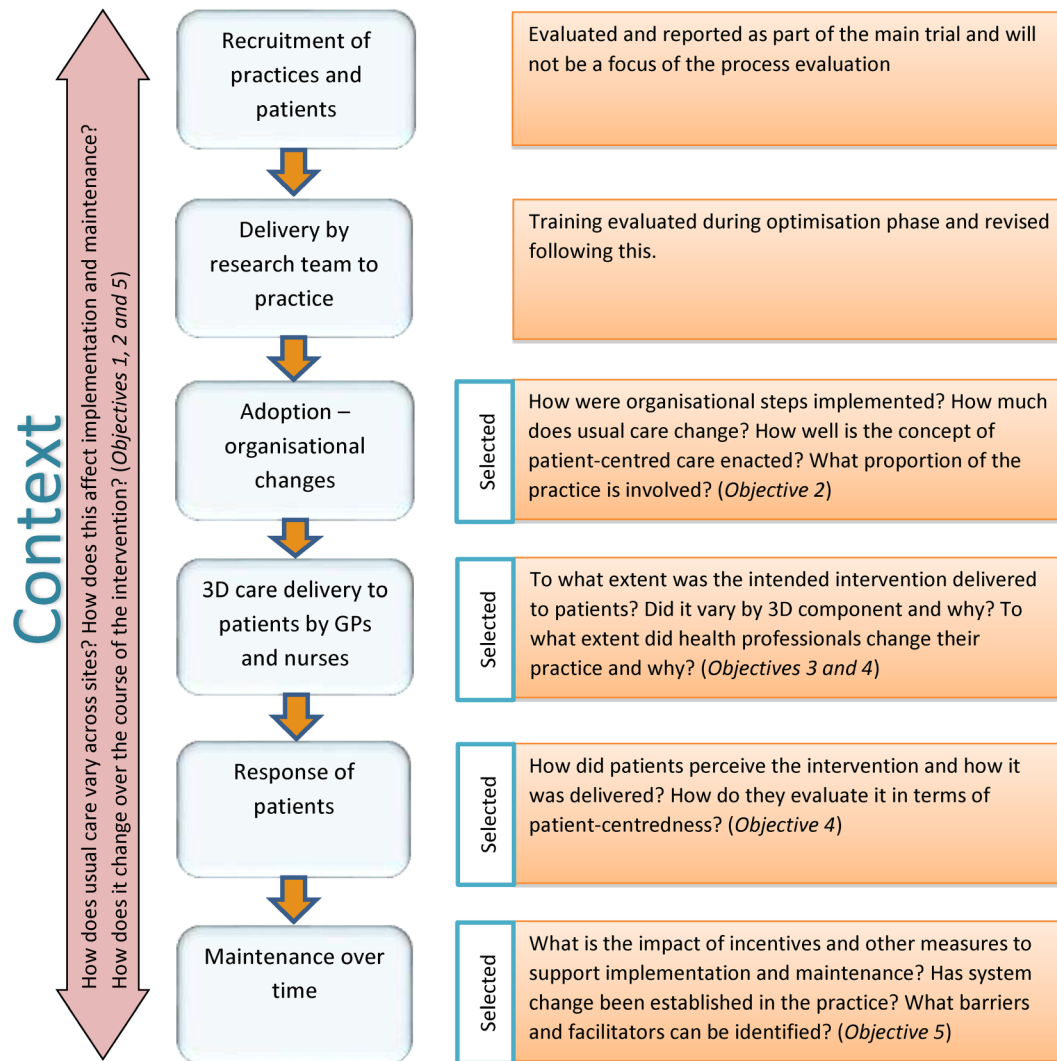 Context
How does usual care vary across sites? How does this affect implementation and maintenance?
How does it change over the course of the intervention? (Objectives 1, 2 and 5)
Recruitment of
practices and
patients
Evaluated and reported as part of the main trial and will
not be a focus of the process evaluation
Delivery by
research team to
practice
Training evaluated during optimisation phase and revised
following this.
Adoption –
organisational
changes
Selected
How were organisational steps implemented? How much
does usual care change? How well is the concept of
patient-centred care enacted? What proportion of the
practice is involved? (Objective 2)
3D care delivery to
patients by GPs
and nurses
Selected
To what extent was the intended intervention delivered
to patients? Did it vary by 3D component and why? To
what extent did health professionals change their
practice and why? (Objectives 3 and 4)
Response of
patients
Selected
How did patients perceive the intervention and how it
was delivered? How do they evaluate it in terms of
patient-centredness? (Objective 4)
Maintenance over
time
Selected
What is the impact of incentives and other measures to
support implementation and maintenance? Has system
change been established in the practice? What barriers
and facilitators can be identified? (Objective 5)